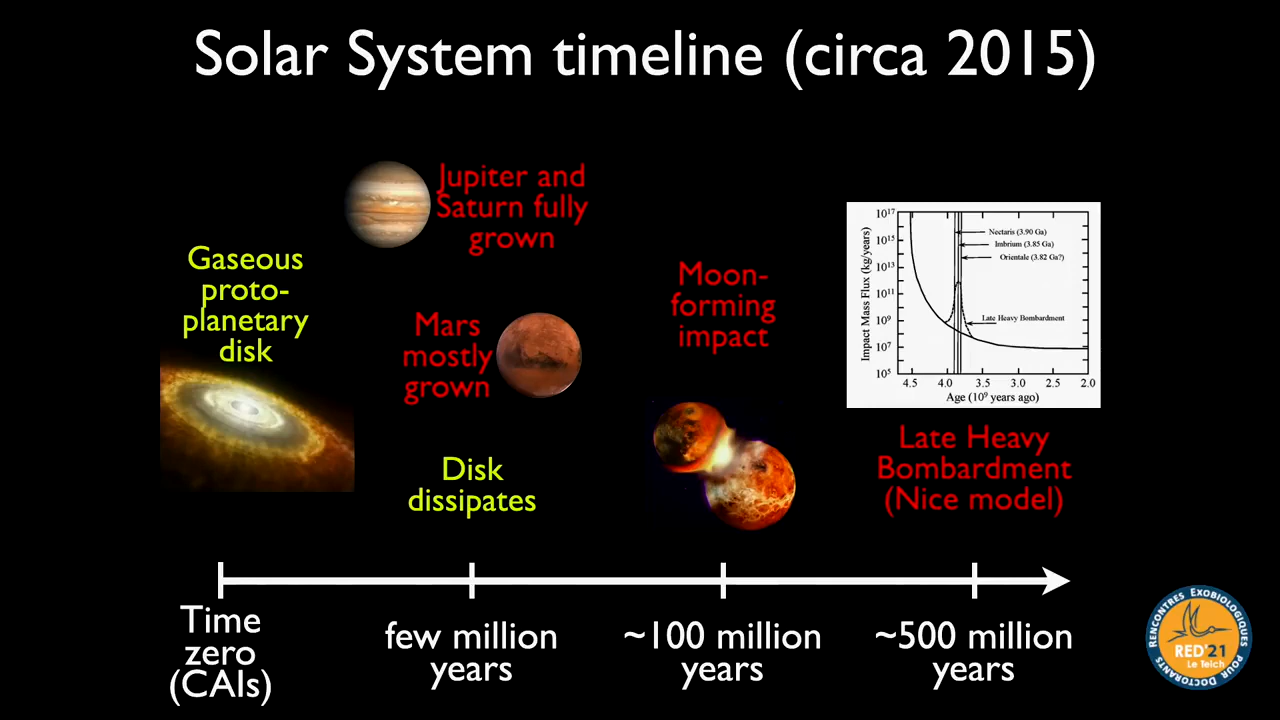 Solar System timeline (circa 2015)
Gaseous
proto-
planetary
disk
Jupiter and
Saturn fully
grown
Mars
mostly
grown
Disk
dissipates
Moon-
forming
impact
Impact Mass Flux (kg/years)
10¹⁷
10¹⁵
10¹³
10¹¹
10⁹
10⁷
10⁵
Nectaris (3.90 Ga)
Imbrium (3.85 Ga)
Orientale (3.82 Ga?)
Late Heavy Bombardment
4.5 4.0 3.5 3.0 2.5 2.0
Age (10⁹ years ago)
Late Heavy
Bombardment
(Nice model)
Time
zero
(CAIs)
few million
years
~100 million
years
~500 million
years
RENCONTRES EXOBIOLOGIQUES
POUR DOCTORANTS
RED'21
Le Teich